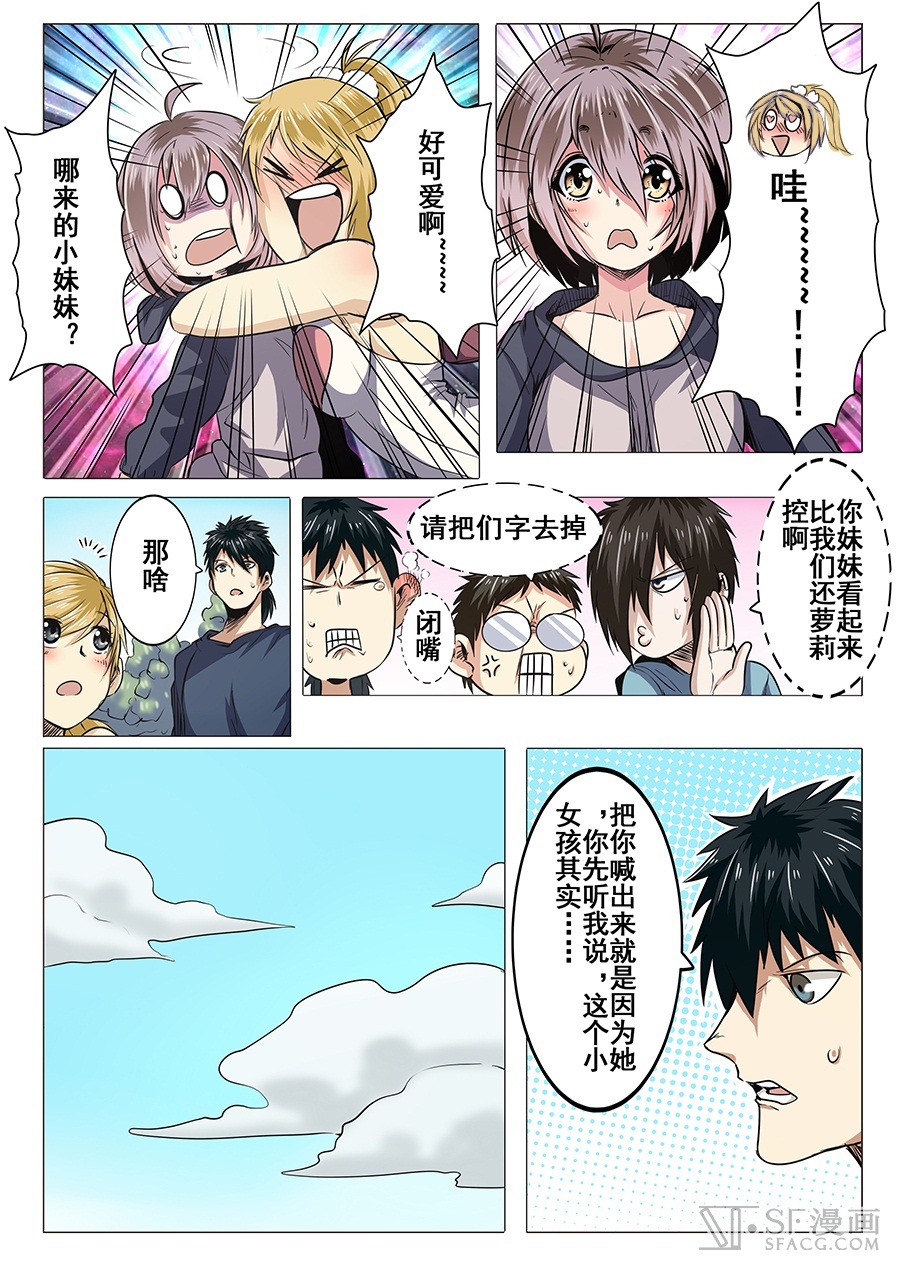 哇~~~~~！！！
好可爱啊~~~~~
哪来的小妹妹？
你妹妹看起来
比我们还萝莉
控啊
请把们字去掉
闭嘴
那啥
把你喊出来就是因为她
，你先听我说，这个小
女孩其实……
SF漫画
SFACG.COM